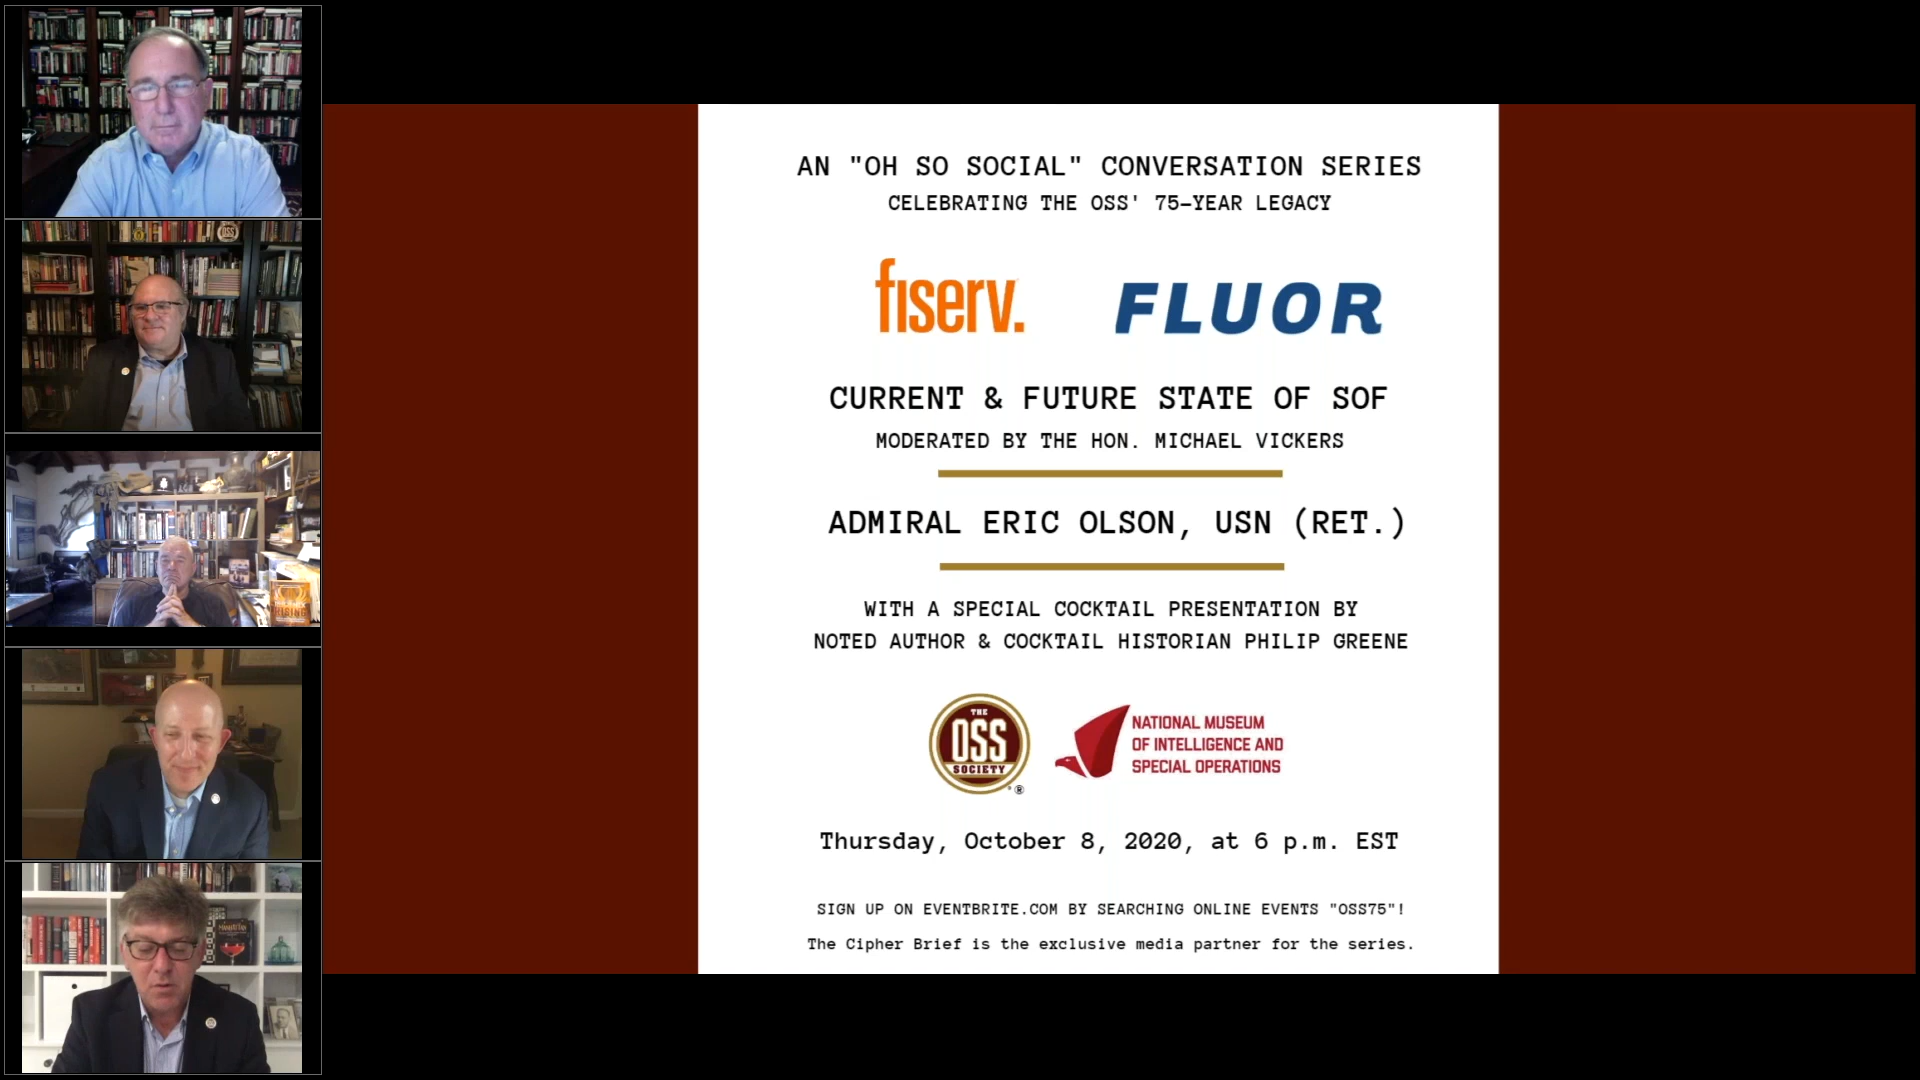 AN "OH SO SOCIAL" CONVERSATION SERIES
CELEBRATING THE OSS' 75-YEAR LEGACY
fiserv.
FLUOR
CURRENT & FUTURE STATE OF SOF
MODERATED BY THE HON. MICHAEL VICKERS
ADMIRAL ERIC OLSON, USN (RET.)
WITH A SPECIAL COCKTAIL PRESENTATION BY
NOTED AUTHOR & COCKTAIL HISTORIAN PHILIP GREENE
THE
OSS
SOCIETY
®
NATIONAL MUSEUM
OF INTELLIGENCE AND
SPECIAL OPERATIONS
Thursday, October 8, 2020, at 6 p.m. EST
SIGN UP ON EVENTBRITE.COM BY SEARCHING ONLINE EVENTS "OSS75"!
The Cipher Brief is the exclusive media partner for the series.
OSS
RISING
MANHATTAN